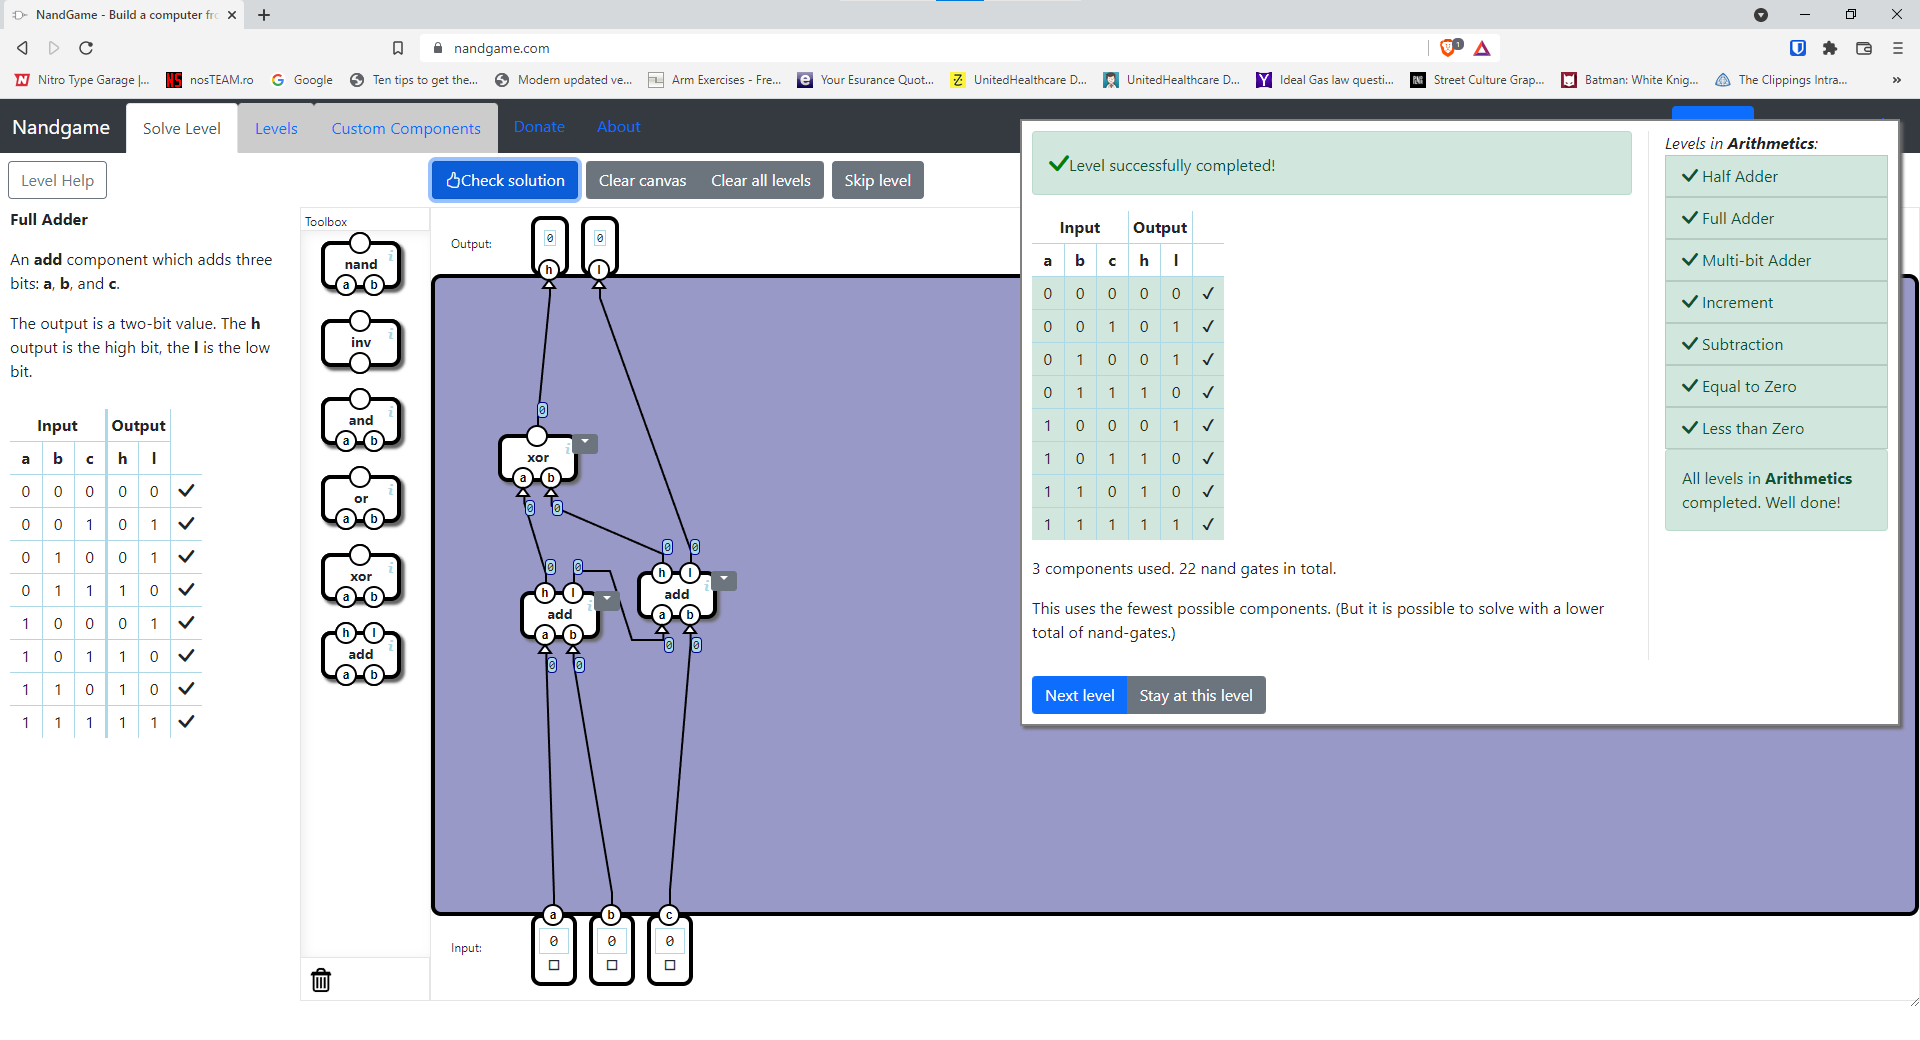 NandGame - Build a computer fro
nandgame.com
1
Nitro Type Garage |...
nosTEAM.ro
Google
Ten tips to get the...
Modern updated ve...
Arm Exercises - Fre...
Your Esurance Quot...
UnitedHealthcare D...
UnitedHealthcare D...
Ideal Gas law questi...
Street Culture Grap...
Batman: White Knig...
The Clippings Intra...
»
Nandgame
Solve Level
Levels
Custom Components
Donate
About
Level Help
Check solution
Clear canvas
Clear all levels
Skip level
Full Adder
An add component which adds three
bits: a, b, and c.
The output is a two-bit value. The h
output is the high bit, the l is the low
bit.
Input Output
a b c h l
0 0 0 0 0 ✓
0 0 1 0 1 ✓
0 1 0 0 1 ✓
0 1 1 1 0 ✓
1 0 0 0 1 ✓
1 0 1 1 0 ✓
1 1 0 1 0 ✓
1 1 1 1 1 ✓
Toolbox
nand
a b
inv
and
a b
or
a b
xor
a b
h l
add
a b
Output:
0 0
h l
0
xor
a b
0 0
0 0
h l
add
a b
0 0
0 0
h l
add
a b
0 0
a b c
Input:
0 0 0
Level successfully completed!
Input Output
a b c h l
0 0 0 0 0 ✓
0 0 1 0 1 ✓
0 1 0 0 1 ✓
0 1 1 1 0 ✓
1 0 0 0 1 ✓
1 0 1 1 0 ✓
1 1 0 1 0 ✓
1 1 1 1 1 ✓
3 components used. 22 nand gates in total.
This uses the fewest possible components. (But it is possible to solve with a lower
total of nand-gates.)
Next level
Stay at this level
Levels in Arithmetics:
Half Adder
Full Adder
Multi-bit Adder
Increment
Subtraction
Equal to Zero
Less than Zero
All levels in Arithmetics
completed. Well done!